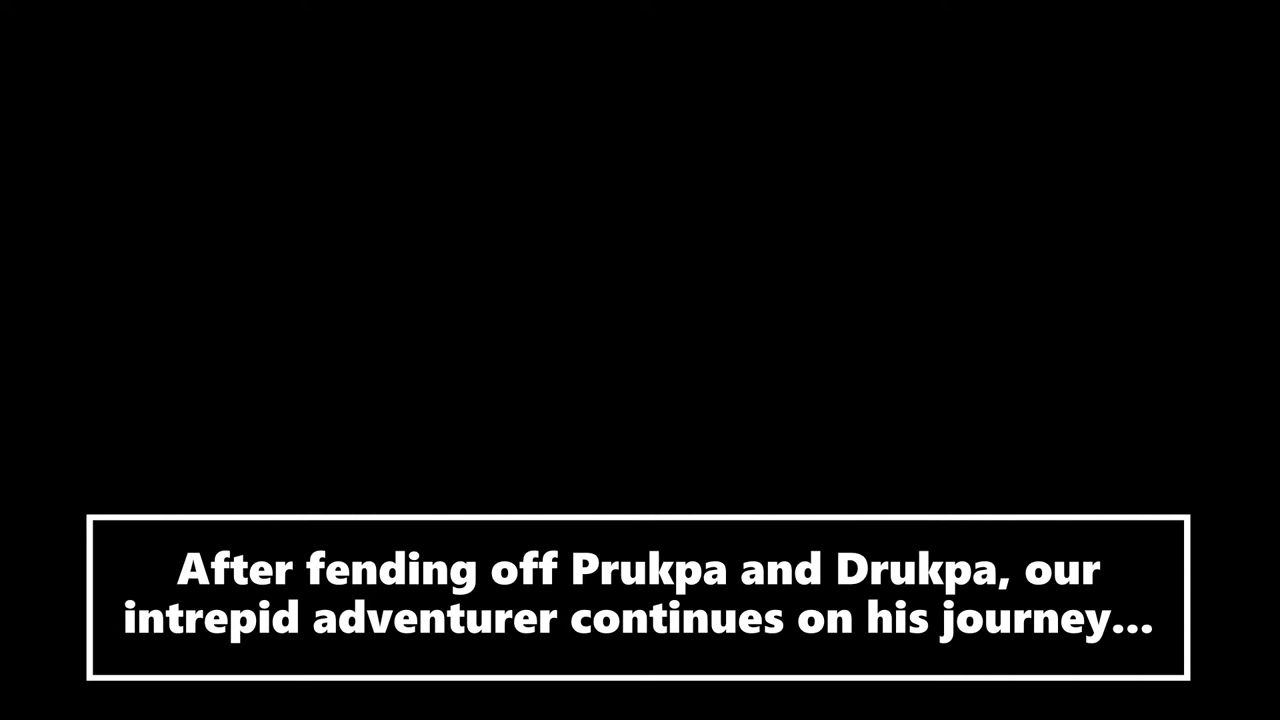 After fending off Prukpa and Drukpa, our
intrepid adventurer continues on his journey...